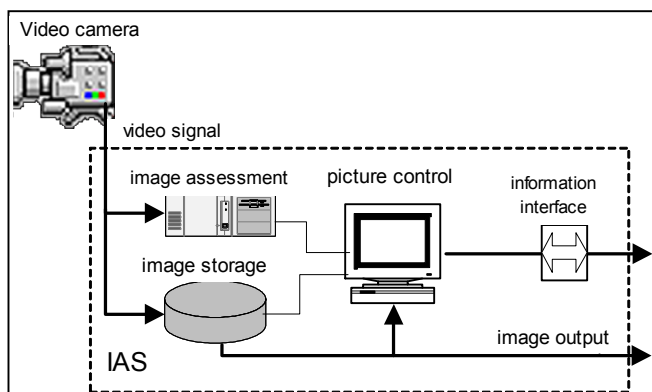 Video camera
video signal
image assessment
picture control
information
interface
image storage
image output
IAS